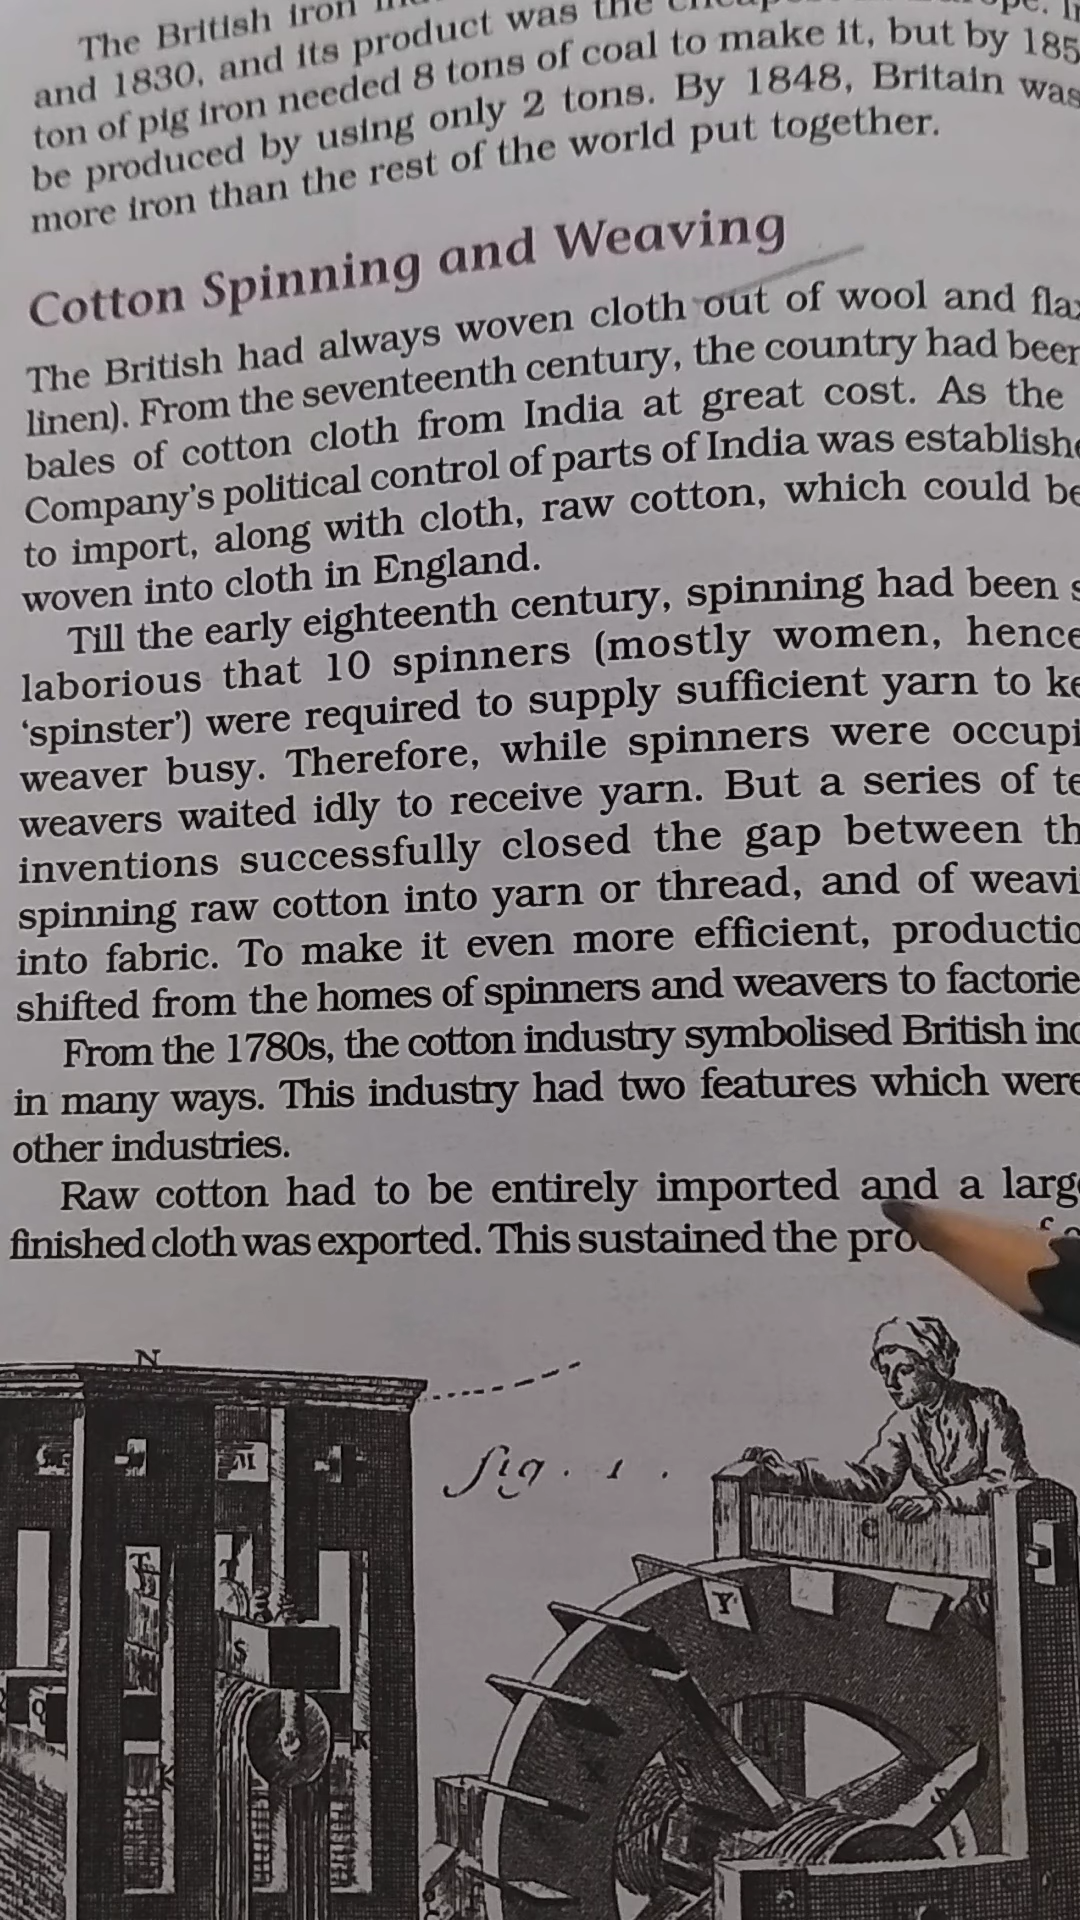 The British iron
and 1830, and its product was the
ton of pig iron needed 8 tons of coal to make it, but by 185
be produced by using only 2 tons. By 1848, Britain was
more iron than the rest of the world put together.
Cotton Spinning and Weaving
The British had always woven cloth out of wool and fla
linen). From the seventeenth century, the country had been
bales of cotton cloth from India at great cost. As the
Company's political control of parts of India was establishe
to import, along with cloth, raw cotton, which could be
woven into cloth in England.
Till the early eighteenth century, spinning had been s
laborious that 10 spinners (mostly women, hence
'spinster') were required to supply sufficient yarn to ke
weaver busy. Therefore, while spinners were occupi
weavers waited idly to receive yarn. But a series of te
inventions successfully closed the gap between th
spinning raw cotton into yarn or thread, and of weavi
into fabric. To make it even more efficient, productio
shifted from the homes of spinners and weavers to factorie
From the 1780s, the cotton industry symbolised British ind
in many ways. This industry had two features which were
other industries.
Raw cotton had to be entirely imported and a larg
finished cloth was exported. This sustained the pro
N
M
fig. 1.
C
T
T
Y
S
Q
K
X
X